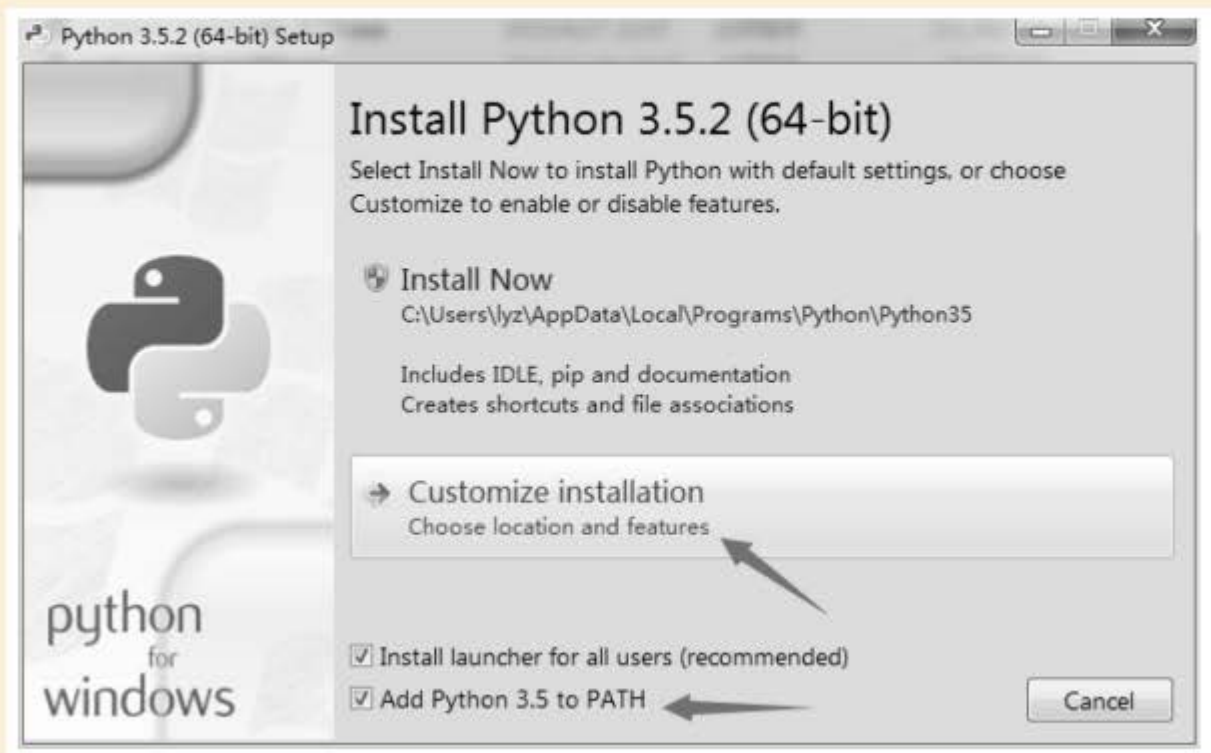 Python 3.5.2 (64-bit) Setup
Install Python 3.5.2 (64-bit)
Select Install Now to install Python with default settings, or choose
Customize to enable or disable features.
Install Now
C:\Users\lyz\AppData\Local\Programs\Python\Python35
Includes IDLE, pip and documentation
Creates shortcuts and file associations
Customize installation
Choose location and features
python
for
windows
Install launcher for all users (recommended)
Add Python 3.5 to PATH
Cancel